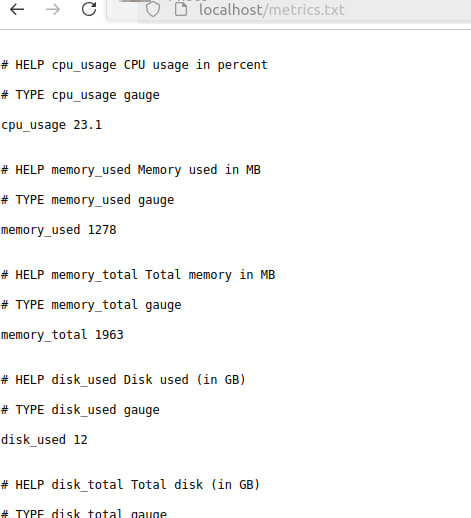 localhost/metrics.txt
# HELP cpu_usage CPU usage in percent
# TYPE cpu_usage gauge
cpu_usage 23.1
# HELP memory_used Memory used in MB
# TYPE memory_used gauge
memory_used 1278
# HELP memory_total Total memory in MB
# TYPE memory_total gauge
memory_total 1963
# HELP disk_used Disk used (in GB)
# TYPE disk_used gauge
disk_used 12
# HELP disk_total Total disk (in GB)
# TYPE disk_total gauge